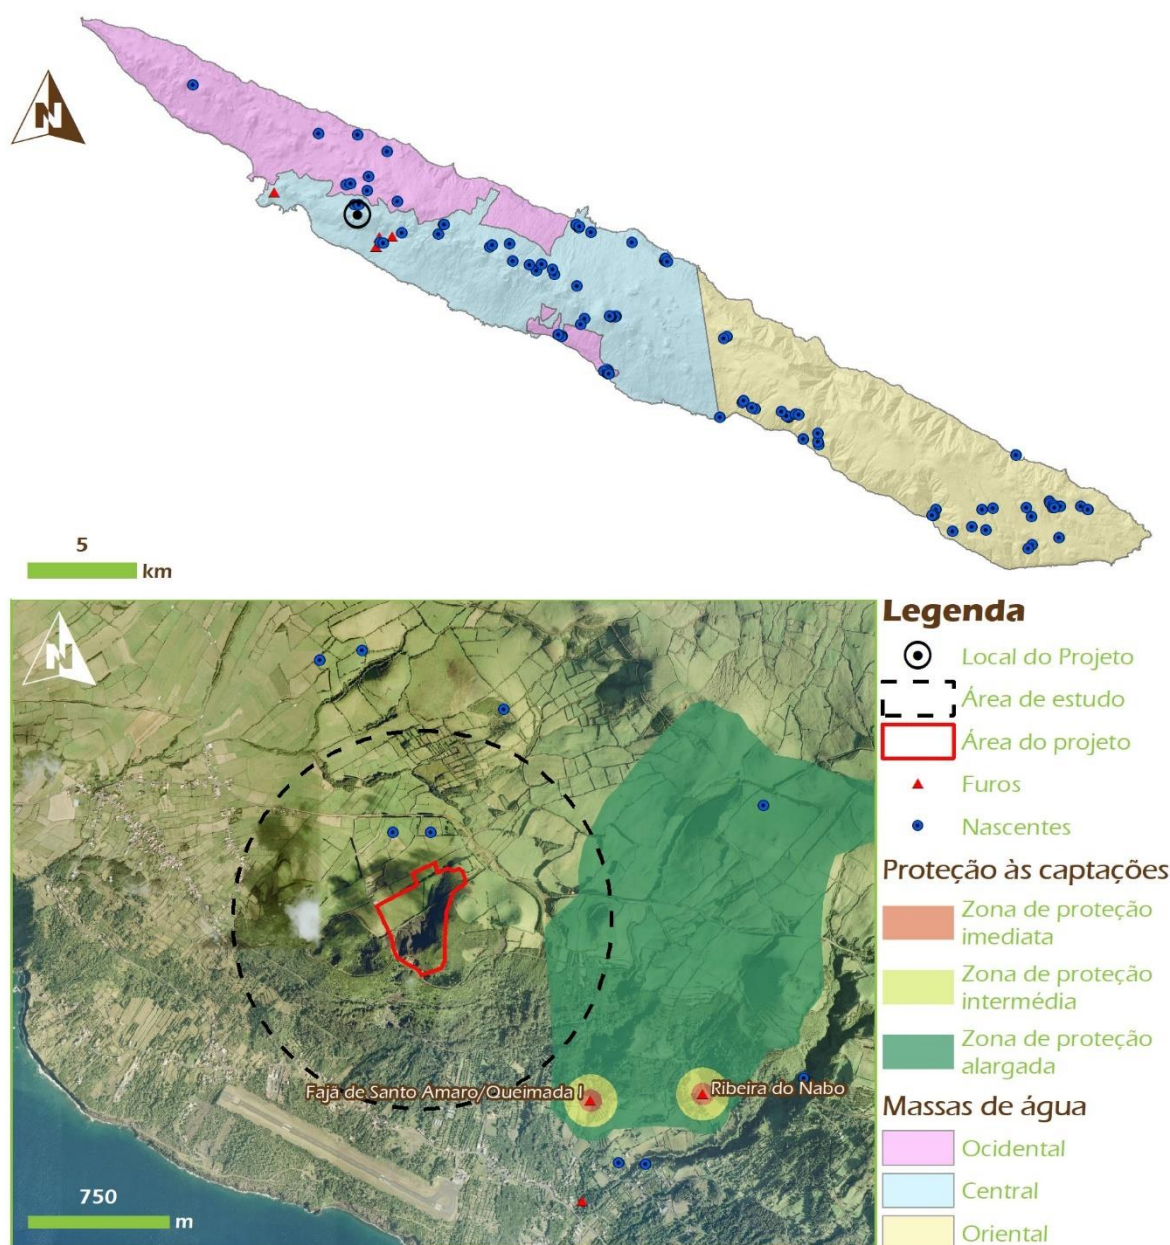 N
5
km
N
Fajã de Santo Amaro/Queimada I
Ribeira do Nabo
750
m
Legenda
Local do Projeto
Área de estudo
Área do projeto
Furos
Nascentes
Proteção às captações
Zona de proteção
imediata
Zona de proteção
intermédia
Zona de proteção
alargada
Massas de água
Ocidental
Central
Oriental